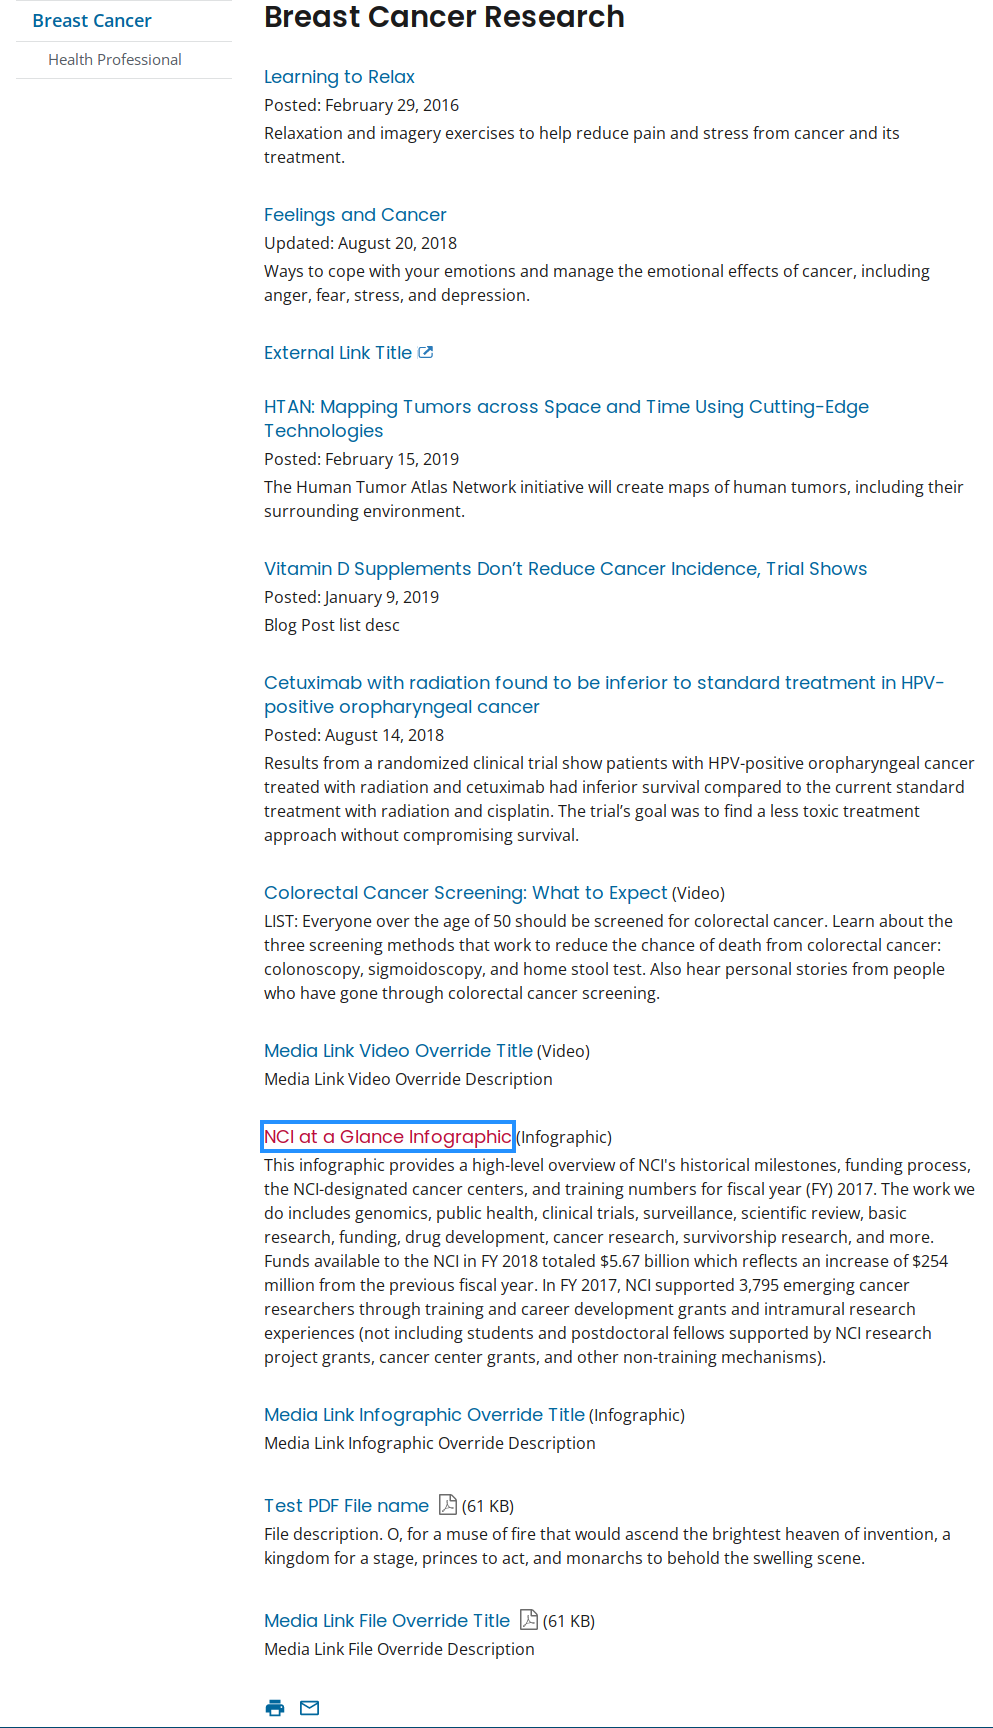 Breast Cancer
Health Professional
Breast Cancer Research
Learning to Relax
Posted: February 29, 2016
Relaxation and imagery exercises to help reduce pain and stress from cancer and its
treatment.
Feelings and Cancer
Updated: August 20, 2018
Ways to cope with your emotions and manage the emotional effects of cancer, including
anger, fear, stress, and depression.
External Link Title
HTAN: Mapping Tumors across Space and Time Using Cutting-Edge
Technologies
Posted: February 15, 2019
The Human Tumor Atlas Network initiative will create maps of human tumors, including their
surrounding environment.
Vitamin D Supplements Don’t Reduce Cancer Incidence, Trial Shows
Posted: January 9, 2019
Blog Post list desc
Cetuximab with radiation found to be inferior to standard treatment in HPV-
positive oropharyngeal cancer
Posted: August 14, 2018
Results from a randomized clinical trial show patients with HPV-positive oropharyngeal cancer
treated with radiation and cetuximab had inferior survival compared to the current standard
treatment with radiation and cisplatin. The trial’s goal was to find a less toxic treatment
approach without compromising survival.
Colorectal Cancer Screening: What to Expect (Video)
LIST: Everyone over the age of 50 should be screened for colorectal cancer. Learn about the
three screening methods that work to reduce the chance of death from colorectal cancer:
colonoscopy, sigmoidoscopy, and home stool test. Also hear personal stories from people
who have gone through colorectal cancer screening.
Media Link Video Override Title (Video)
Media Link Video Override Description
NCI at a Glance Infographic (Infographic)
This infographic provides a high-level overview of NCI's historical milestones, funding process,
the NCI-designated cancer centers, and training numbers for fiscal year (FY) 2017. The work we
do includes genomics, public health, clinical trials, surveillance, scientific review, basic
research, funding, drug development, cancer research, survivorship research, and more.
Funds available to the NCI in FY 2018 totaled $5.67 billion which reflects an increase of $254
million from the previous fiscal year. In FY 2017, NCI supported 3,795 emerging cancer
researchers through training and career development grants and intramural research
experiences (not including students and postdoctoral fellows supported by NCI research
project grants, cancer center grants, and other non-training mechanisms).
Media Link Infographic Override Title (Infographic)
Media Link Infographic Override Description
Test PDF File name (61 KB)
File description. O, for a muse of fire that would ascend the brightest heaven of invention, a
kingdom for a stage, princes to act, and monarchs to behold the swelling scene.
Media Link File Override Title (61 KB)
Media Link File Override Description